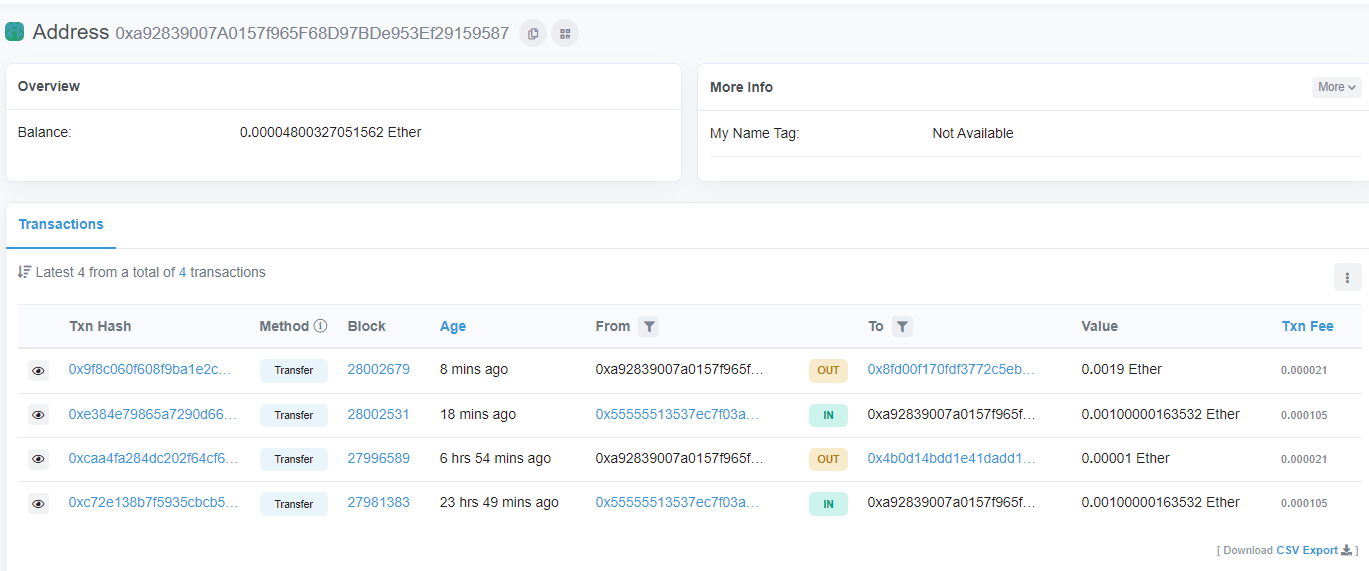 Address 0xa92839007A0157f965F68D97BDe953Ef29159587
Overview
Balance: 0.00004800327051562 Ether
More Info More
My Name Tag: Not Available
Transactions
Latest 4 from a total of 4 transactions
Txn Hash Method Block Age From To Value Txn Fee
0x9f8c060f608f9ba1e2c... Transfer 28002679 8 mins ago 0xa92839007a0157f965f... OUT 0x8fd00f170fdf3772c5eb... 0.0019 Ether 0.000021
0xe384e79865a7290d66... Transfer 28002531 18 mins ago 0x55555513537ec7f03a... IN 0xa92839007a0157f965f... 0.00100000163532 Ether 0.000105
0xcaa4fa284dc202f64cf6... Transfer 27996589 6 hrs 54 mins ago 0xa92839007a0157f965f... OUT 0x4b0d14bdd1e41dadd1... 0.00001 Ether 0.000021
0xc72e138b7f5935cbcb5... Transfer 27981383 23 hrs 49 mins ago 0x55555513537ec7f03a... IN 0xa92839007a0157f965f... 0.00100000163532 Ether 0.000105
[ Download CSV Export ]